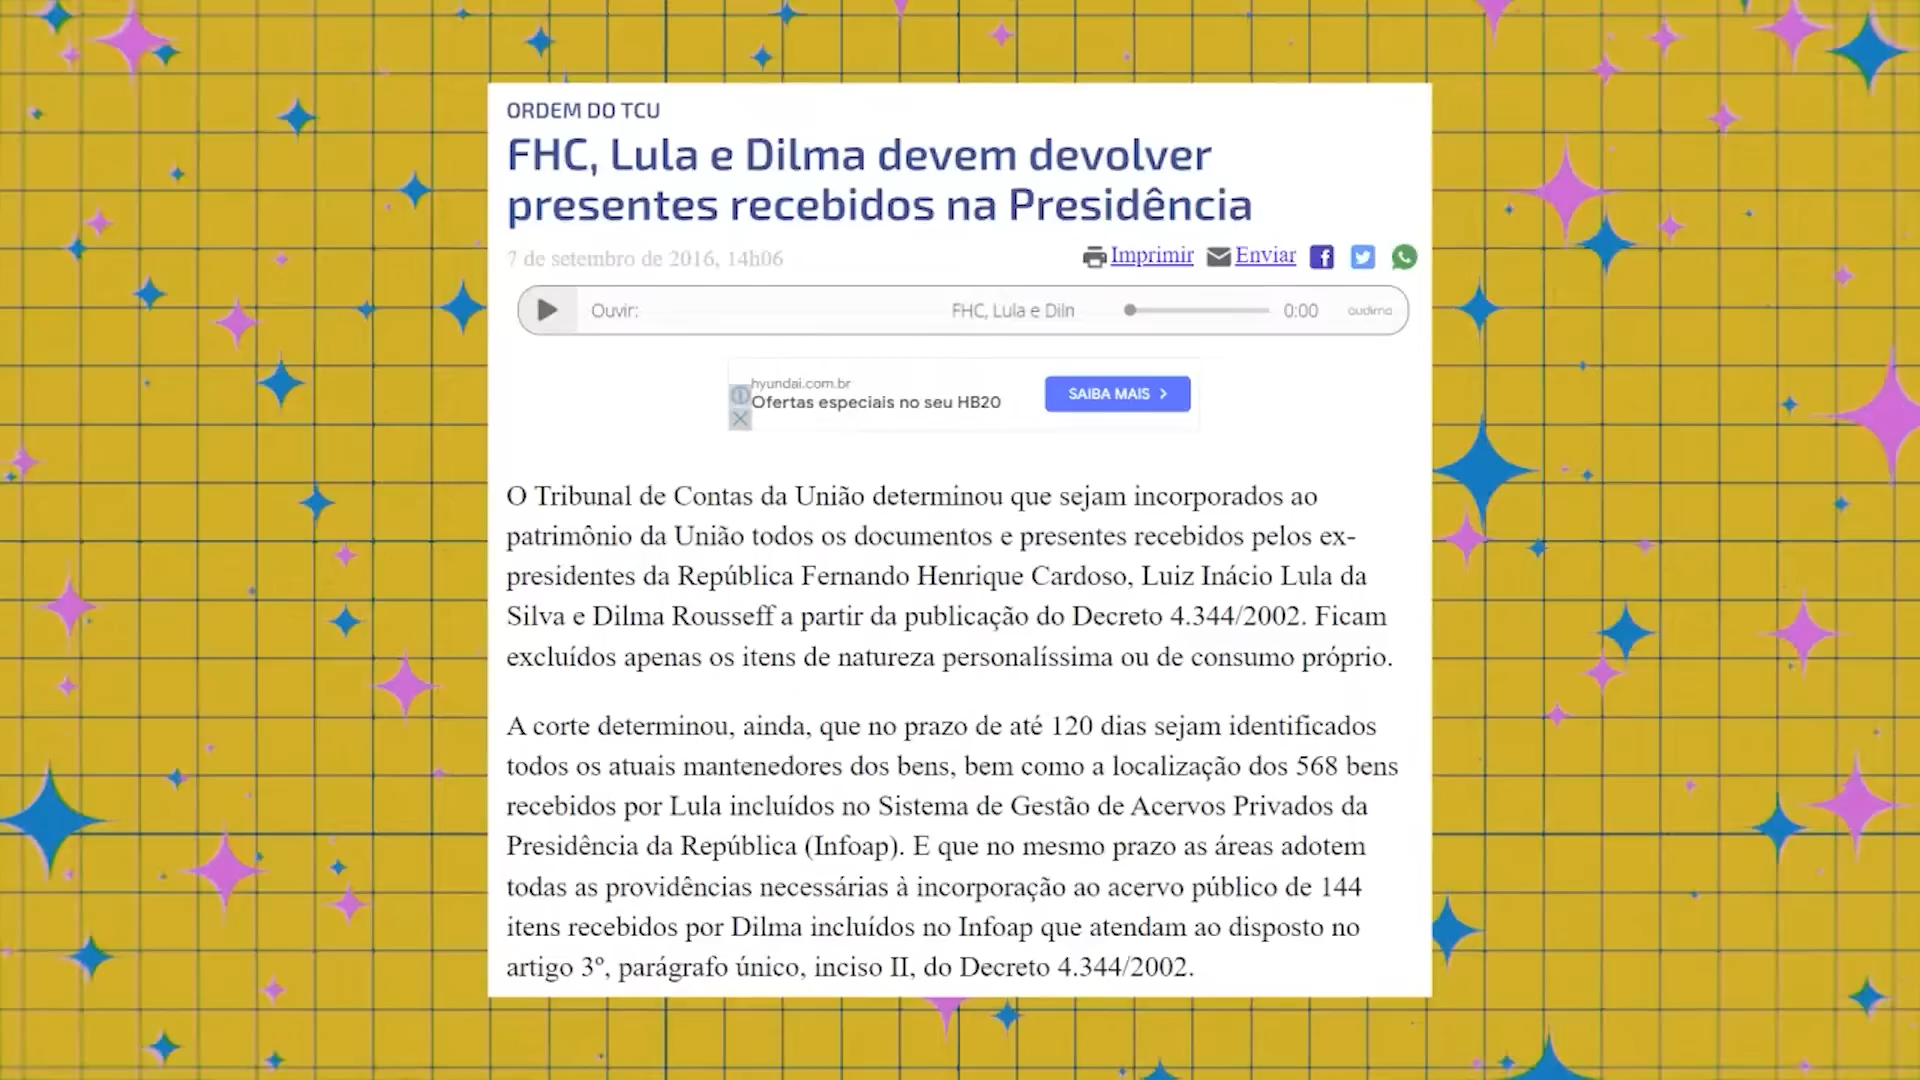 ORDEM DO TCU
FHC, Lula e Dilma devem devolver
presentes recebidos na Presidência
7 de setembro de 2016, 14h06
Imprimir Enviar
Ouvir: FHC, Lula e Diln 0:00 audima
hyundai.com.br
Ofertas especiais no seu HB20
SAIBA MAIS
O Tribunal de Contas da União determinou que sejam incorporados ao
patrimônio da União todos os documentos e presentes recebidos pelos ex-
presidentes da República Fernando Henrique Cardoso, Luiz Inácio Lula da
Silva e Dilma Rousseff a partir da publicação do Decreto 4.344/2002. Ficam
excluídos apenas os itens de natureza personalíssima ou de consumo próprio.
A corte determinou, ainda, que no prazo de até 120 dias sejam identificados
todos os atuais mantenedores dos bens, bem como a localização dos 568 bens
recebidos por Lula incluídos no Sistema de Gestão de Acervos Privados da
Presidência da República (Infoap). E que no mesmo prazo as áreas adotem
todas as providências necessárias à incorporação ao acervo público de 144
itens recebidos por Dilma incluídos no Infoap que atendam ao disposto no
artigo 3º, parágrafo único, inciso II, do Decreto 4.344/2002.